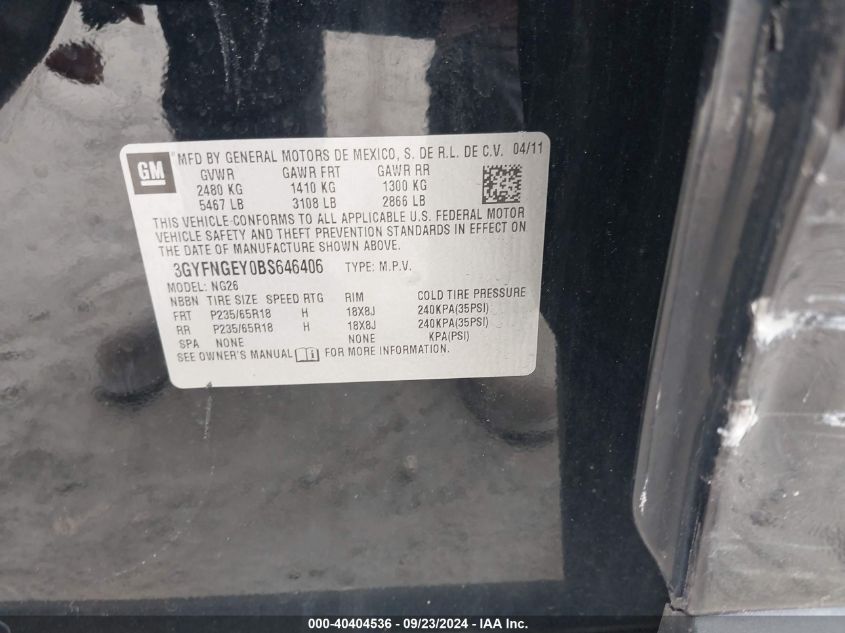 GM MFD BY GENERAL MOTORS DE MEXICO, S. DE R.L. DE C.V. 04/11
GVWR GAWR FRT GAWR RR
2480 KG 1410 KG 1300 KG
5467 LB 3108 LB 2866 LB
THIS VEHICLE CONFORMS TO ALL APPLICABLE U.S. FEDERAL MOTOR
VEHICLE SAFETY AND THEFT PREVENTION STANDARDS IN EFFECT ON
THE DATE OF MANUFACTURE SHOWN ABOVE.
3GYFNGEY0BS646406 TYPE: M.P.V.
MODEL: NG26
NBBN TIRE SIZE SPEED RTG RIM COLD TIRE PRESSURE
FRT P235/65R18 H 18X8J 240KPA(35PSI)
RR P235/65R18 H 18X8J 240KPA(35PSI)
SPA NONE NONE KPA(PSI)
SEE OWNER'S MANUAL FOR MORE INFORMATION.
000-40404536 - 09/23/2024 - IAA Inc.